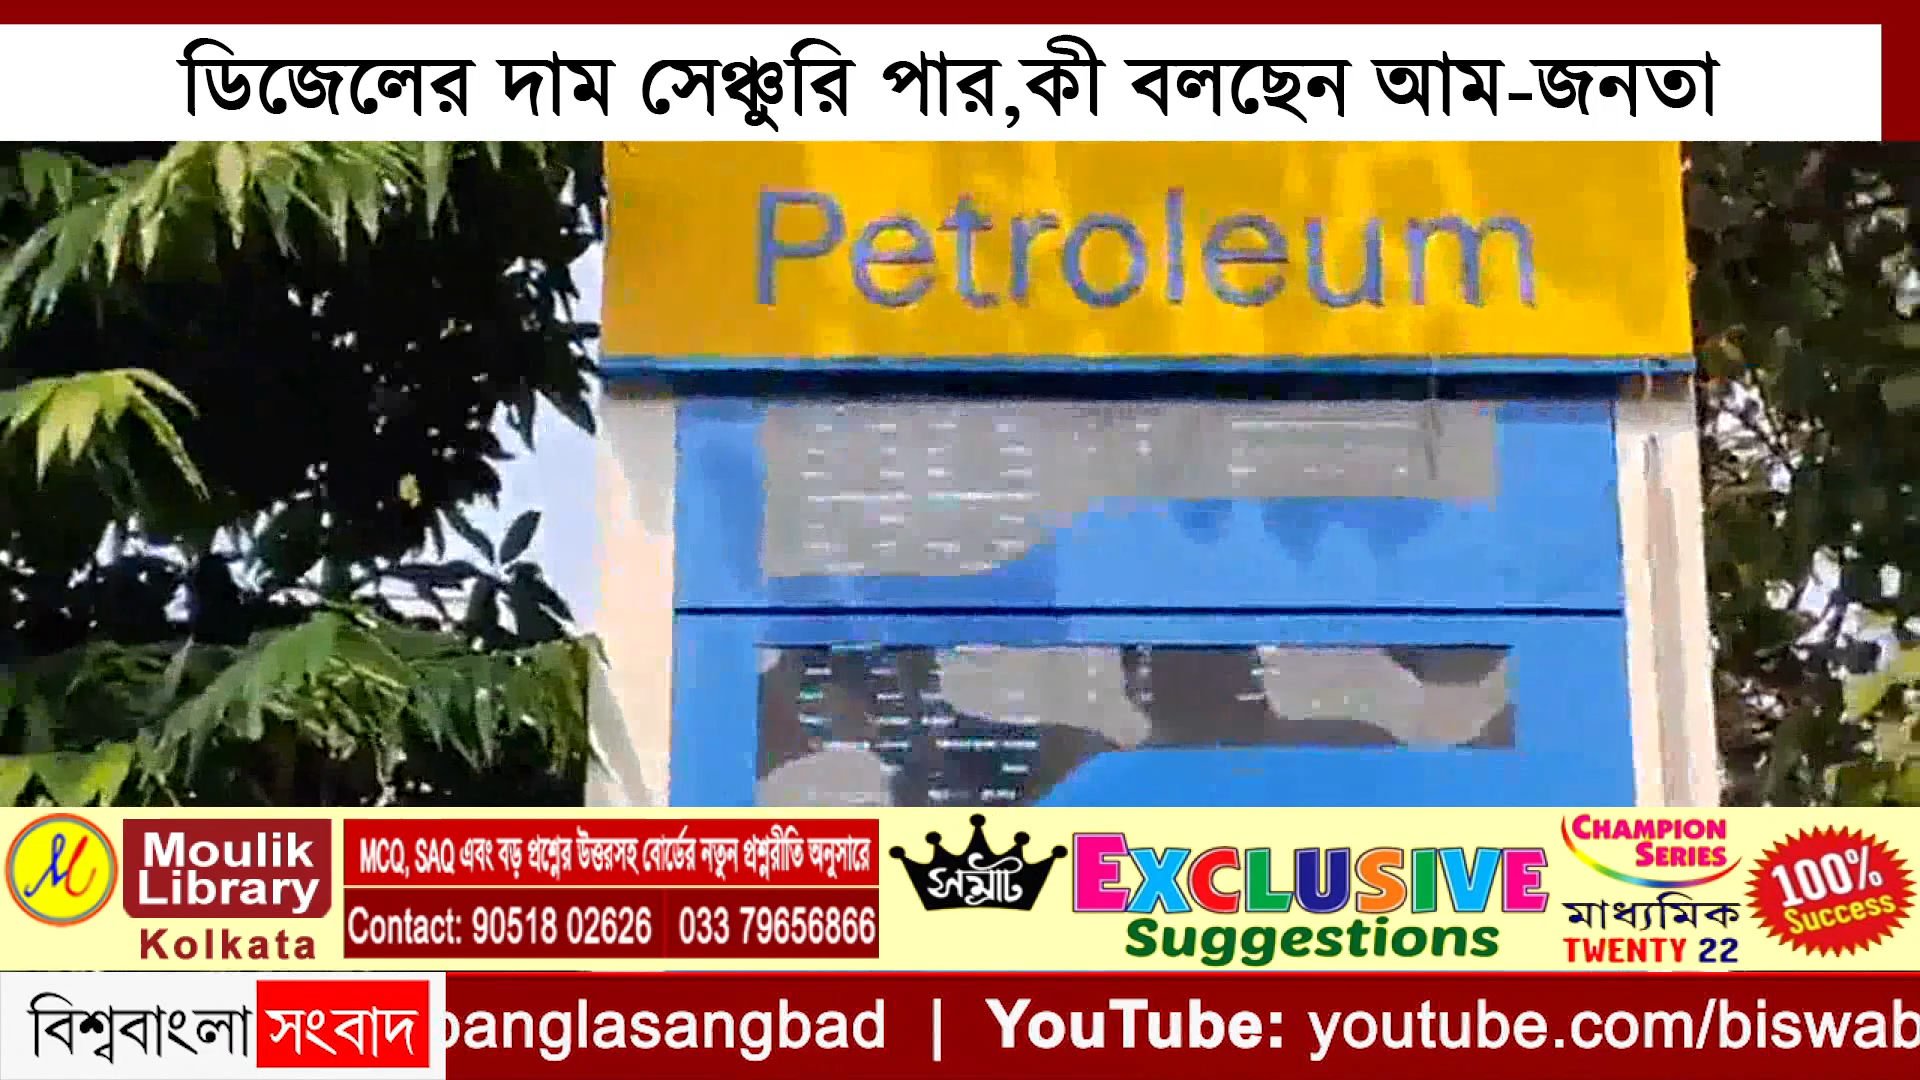 ডিজেলের দাম সেঞ্চুরি পার,কী বলছেন আম-জনতা
Petroleum
Moulik
Library
Kolkata
MCQ, SAQ এবং বড় প্রশ্নের উত্তরসহ বোর্ডের নতুন প্রশ্নরীতি অনুসারে
Contact: 90518 02626 033 79656866
সম্রাট
EXCLUSIVE
Suggestions
CHAMPION
SERIES
মাধ্যমিক
TWENTY 22
100%
Success
বিশ্ববাংলা সংবাদ
banglasangbad | YouTube: youtube.com/biswab